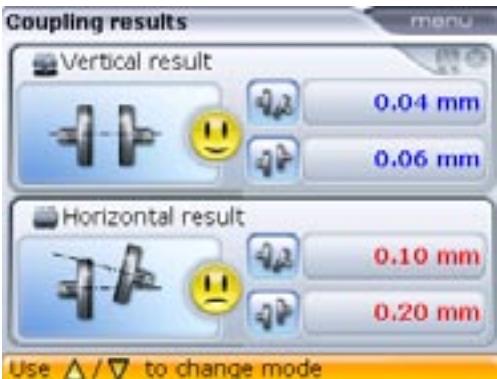 Coupling results
menu
Vertical result
0.04 mm
0.06 mm
Horizontal result
0.10 mm
0.20 mm
Use △/▽ to change mode